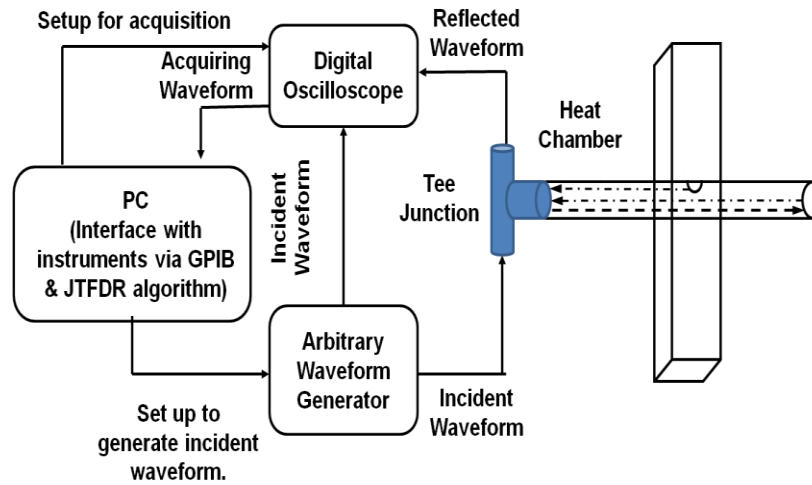 Setup for acquisition
Acquiring
Waveform
Digital
Oscilloscope
Reflected
Waveform
Heat
Chamber
Tee
Junction
PC
(Interface with
instruments via GPIB
& JTFDR algorithm)
Incident
Waveform
Arbitrary
Waveform
Generator
Incident
Waveform
Set up to
generate incident
waveform.